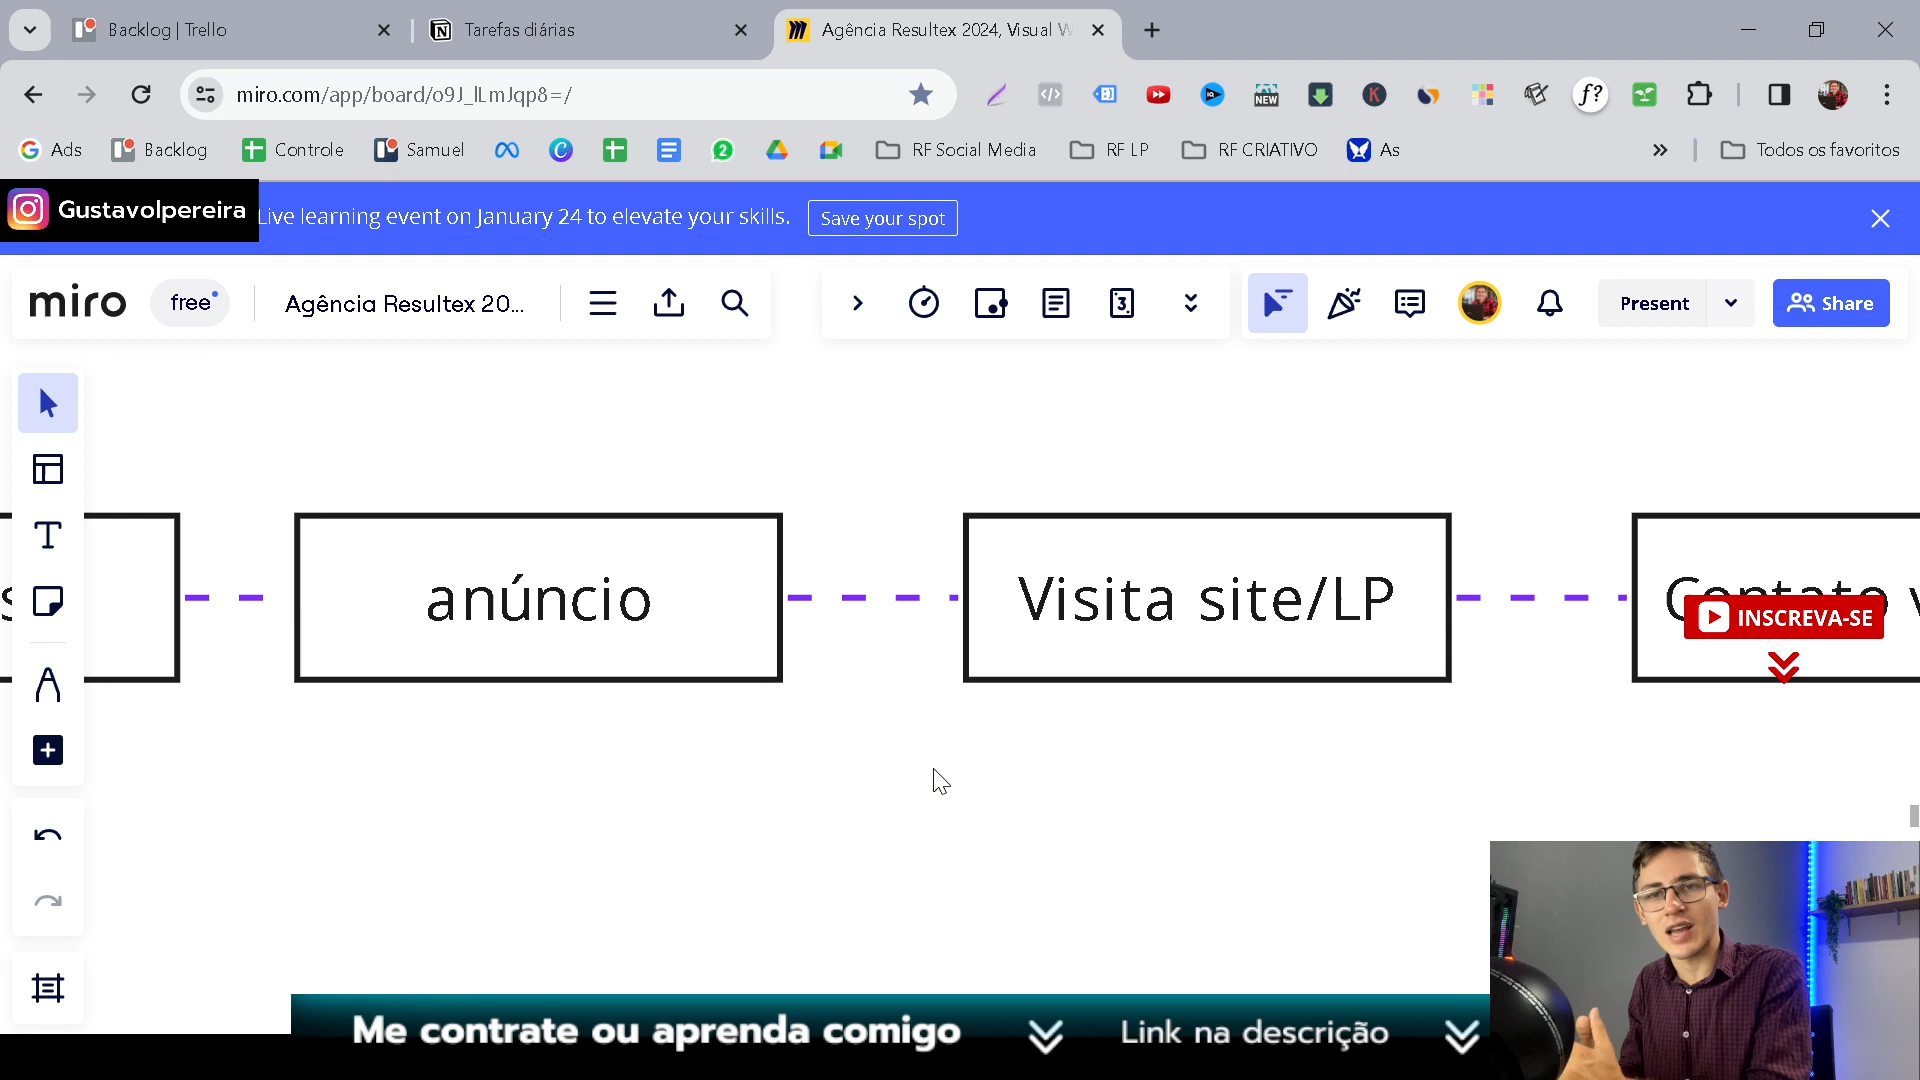 Backlog | Trello
Tarefas diárias
Agência Resultex 2024, Visual W
miro.com/app/board/o9J_lLmJqp8=/
Ads
Backlog
Controle
Samuel
RF Social Media
RF LP
RF CRIATIVO
As
Todos os favoritos
Gustavolpereira
Live learning event on January 24 to elevate your skills.
Save your spot
miro
free
Agência Resultex 20...
Present
Share
anúncio
Visita site/LP
Contato v
INSCREVA-SE
Me contrate ou aprenda comigo
Link na descrição